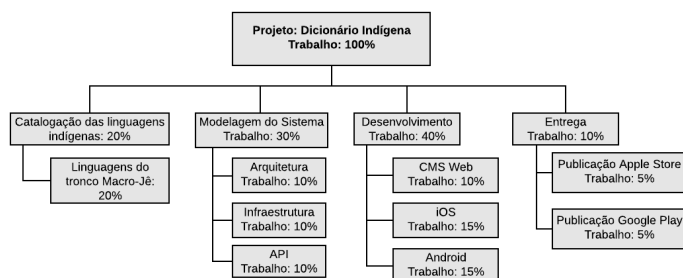 Projeto: Dicionário Indígena
Trabalho: 100%
Catalogação das linguagens
indígenas: 20%
Linguagens do
tronco Macro-Jê:
20%
Modelagem do Sistema
Trabalho: 30%
Arquitetura
Trabalho: 10%
Infraestrutura
Trabalho: 10%
API
Trabalho: 10%
Desenvolvimento
Trabalho: 40%
CMS Web
Trabalho: 10%
iOS
Trabalho: 15%
Android
Trabalho: 15%
Entrega
Trabalho: 10%
Publicação Apple Store
Trabalho: 5%
Publicação Google Play
Trabalho: 5%